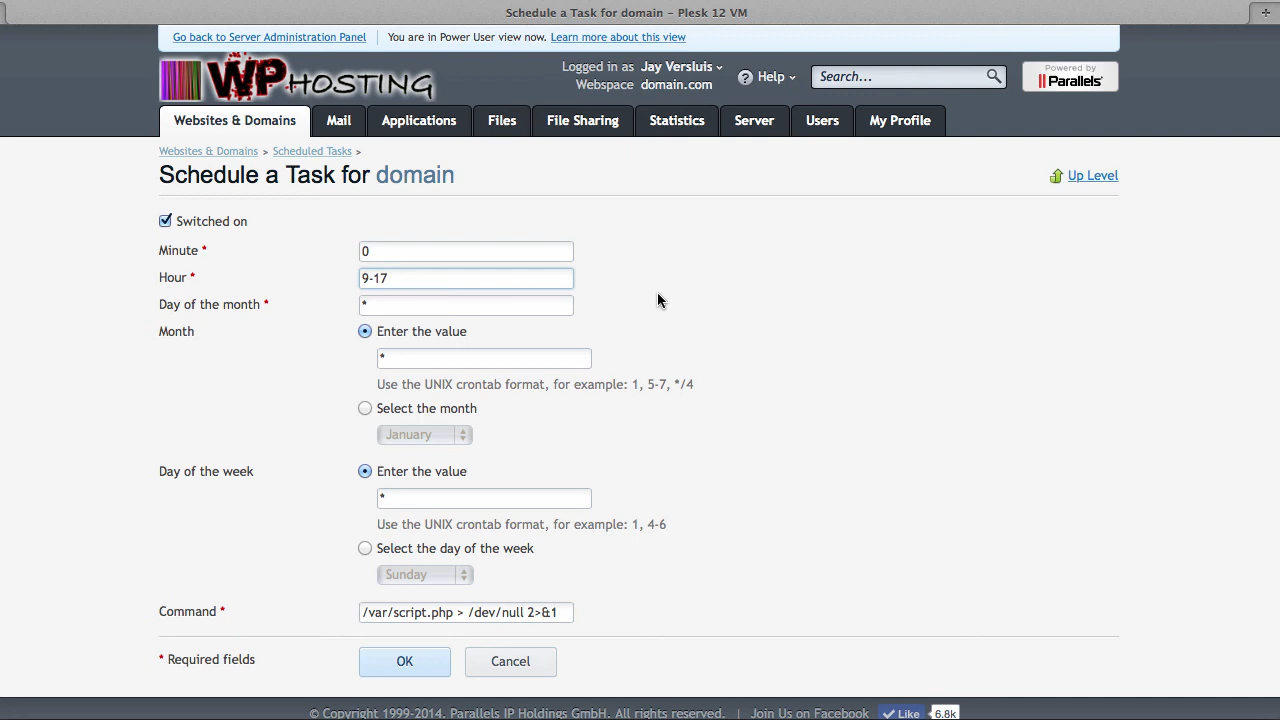 Schedule a Task for domain – Plesk 12 VM
Go back to Server Administration Panel
You are in Power User view now. Learn more about this view
WP-HOSTING
Logged in as Jay Versluis
Webspace domain.com
Help
Search...
Powered by
Parallels
Websites & Domains
Mail
Applications
Files
File Sharing
Statistics
Server
Users
My Profile
Websites & Domains > Scheduled Tasks >
Schedule a Task for domain
Up Level
Switched on
Minute *
0
Hour *
9-17
Day of the month *
*
Month
Enter the value
*
Use the UNIX crontab format, for example: 1, 5-7, */4
Select the month
January
Day of the week
Enter the value
*
Use the UNIX crontab format, for example: 1, 4-6
Select the day of the week
Sunday
Command *
/var/script.php > /dev/null 2>&1
* Required fields
OK
Cancel
© Copyright 1999-2014. Parallels IP Holdings GmbH. All rights reserved. | Join Us on Facebook
Like
6.8k